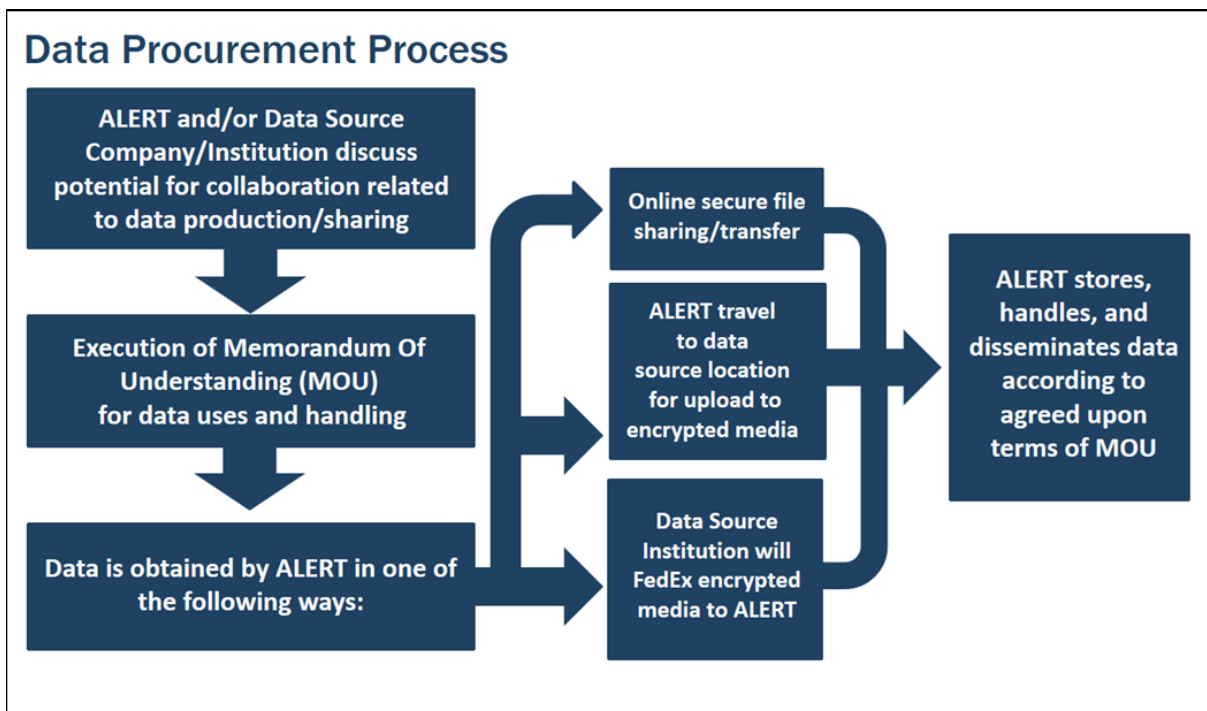 Data Procurement Process
ALERT and/or Data Source
Company/Institution discuss
potential for collaboration related
to data production/sharing
Execution of Memorandum Of
Understanding (MOU)
for data uses and handling
Data is obtained by ALERT in one of
the following ways:
Online secure file
sharing/transfer
ALERT travel
to data
source location
for upload to
encrypted media
Data Source
Institution will
FedEx encrypted
media to ALERT
ALERT stores,
handles, and
disseminates data
according to
agreed upon
terms of MOU